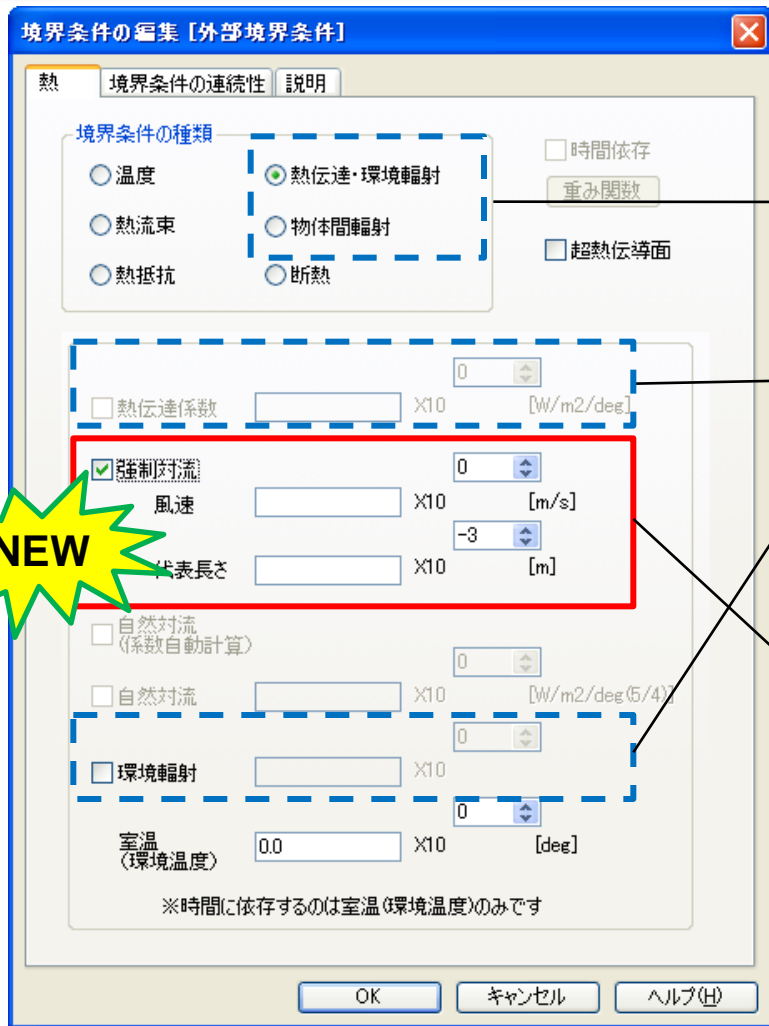 境界条件の編集 [外部境界条件]
熱 境界条件の連続性 説明
境界条件の種類
温度 熱伝達・環境輻射 時間依存
重み関数
熱流束 物体間輻射
超熱伝導面
熱抵抗 断熱
0
熱伝達係数 X10 [W/m2/deg]
強制対流 0
風速 X10 [m/s]
-3
代表長さ X10 [m]
NEW
自然対流
(係数自動計算)
0
自然対流 X10 [W/m2/deg(5/4)]
0
環境輻射 X10
0
室温
(環境温度) 0.0 X10 [deg]
※時間に依存するのは室温(環境温度)のみです
OK キャンセル ヘルプ(H)